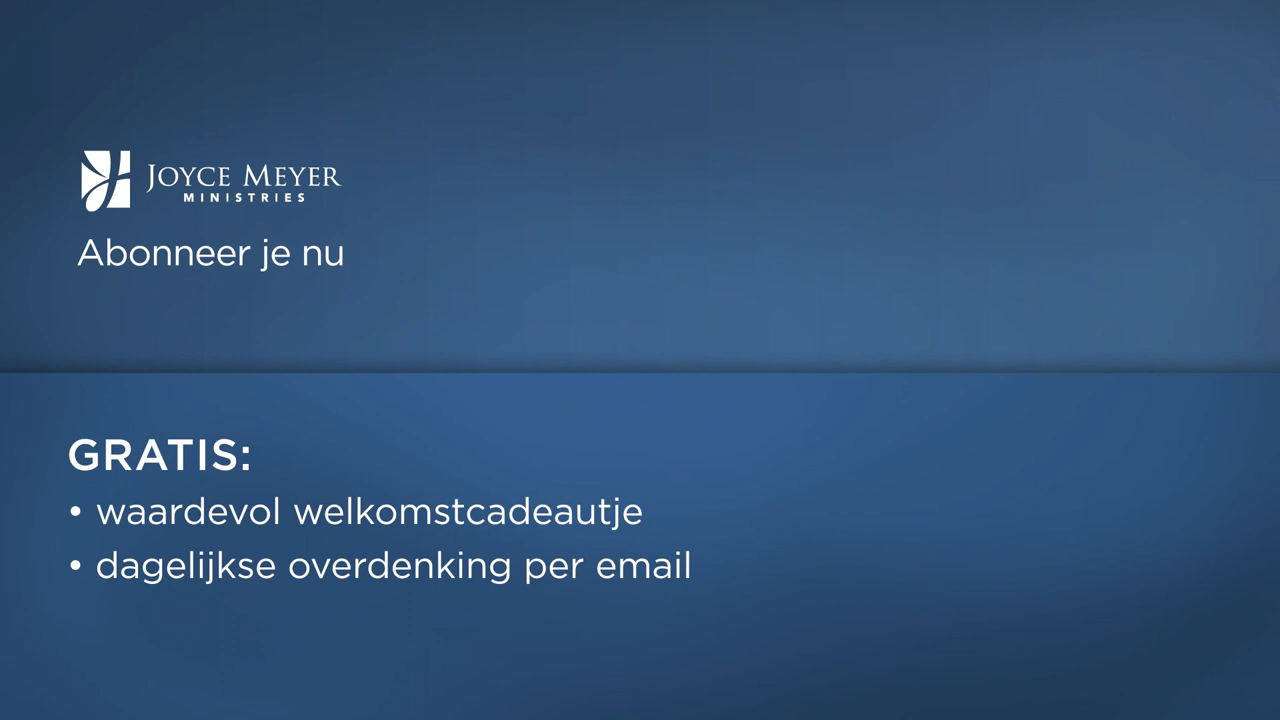 JOYCE MEYER
MINISTRIES
Abonneer je nu
GRATIS:
• waardevol welkomstcadeautje
• dagelijkse overdenking per email